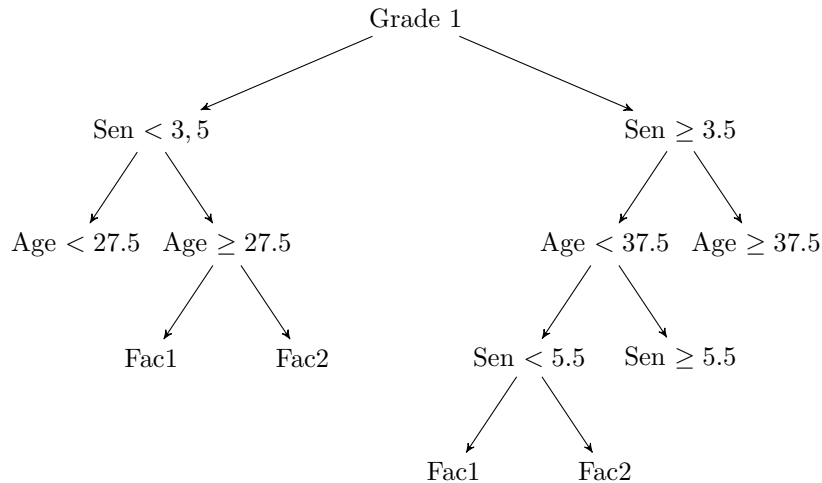 Grade 1
Sen < 3, 5
Sen ≥ 3.5
Age < 27.5
Age ≥ 27.5
Age < 37.5
Age ≥ 37.5
Fac1
Fac2
Sen < 5.5
Sen ≥ 5.5
Fac1
Fac2